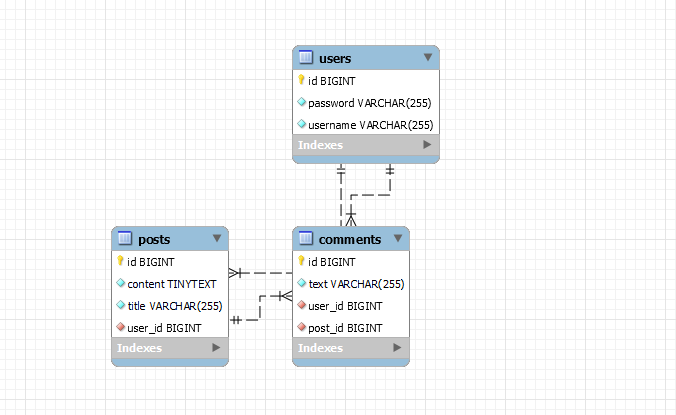 users
id BIGINT
password VARCHAR(255)
username VARCHAR(255)
Indexes
posts
id BIGINT
content TINYTEXT
title VARCHAR(255)
user_id BIGINT
Indexes
comments
id BIGINT
text VARCHAR(255)
user_id BIGINT
post_id BIGINT
Indexes